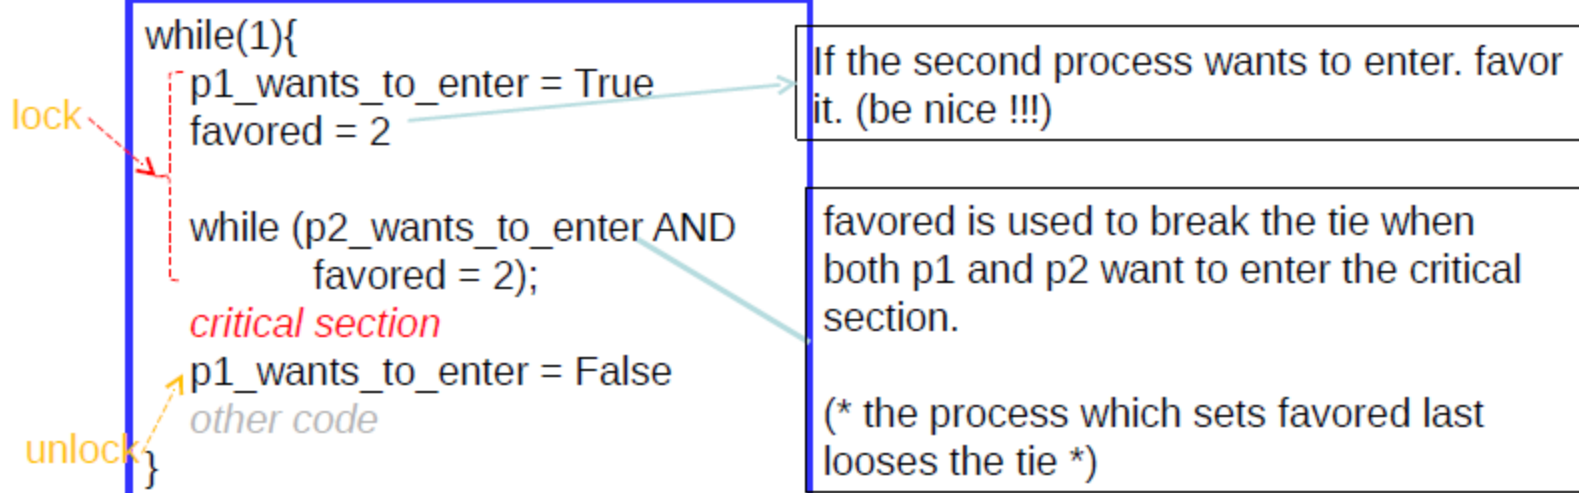 while(1){
p1_wants_to_enter = True
favored = 2
lock
while (p2_wants_to_enter AND
favored = 2);
critical section
p1_wants_to_enter = False
other code
unlock
}
If the second process wants to enter. favor
it. (be nice !!!)
favored is used to break the tie when
both p1 and p2 want to enter the critical
section.
(* the process which sets favored last
looses the tie *)